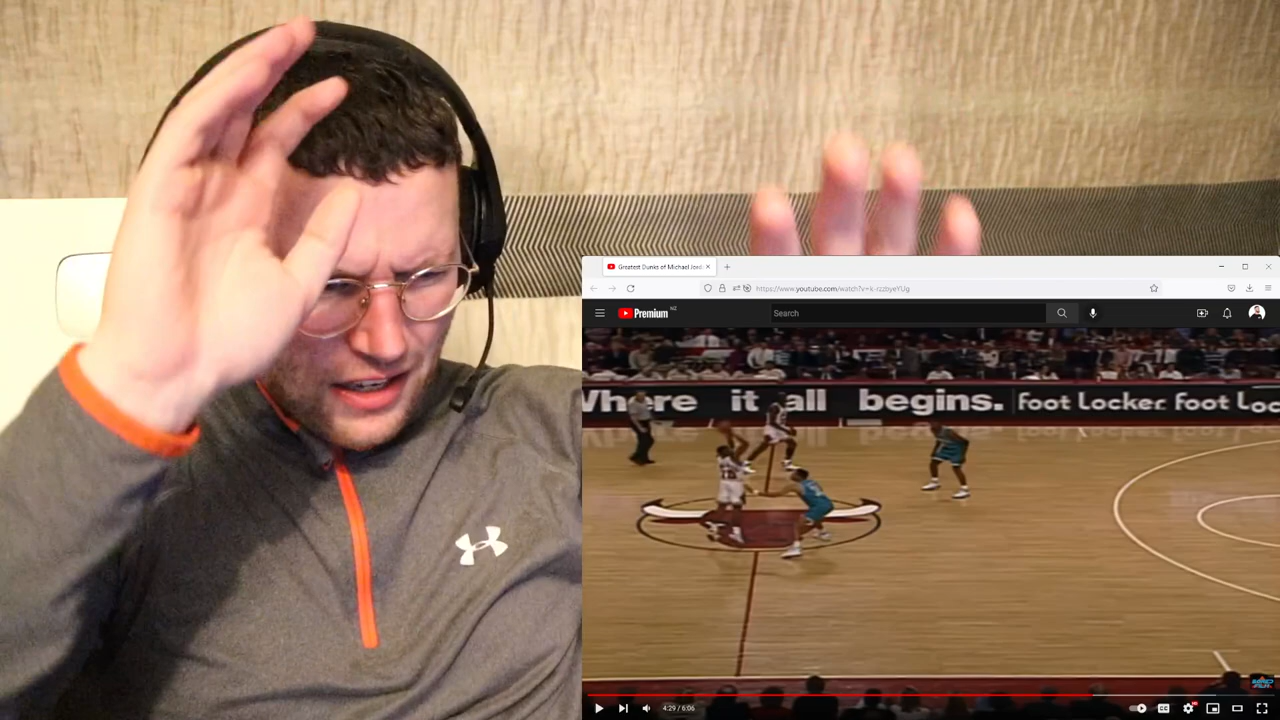 Greatest Dunks of Michael Jord
https://www.youtube.com/watch?v=k-rzzbyeYUg
Premium NZ
Search
Where it all begins. foot Locker foot Loc
4:29 / 6:06